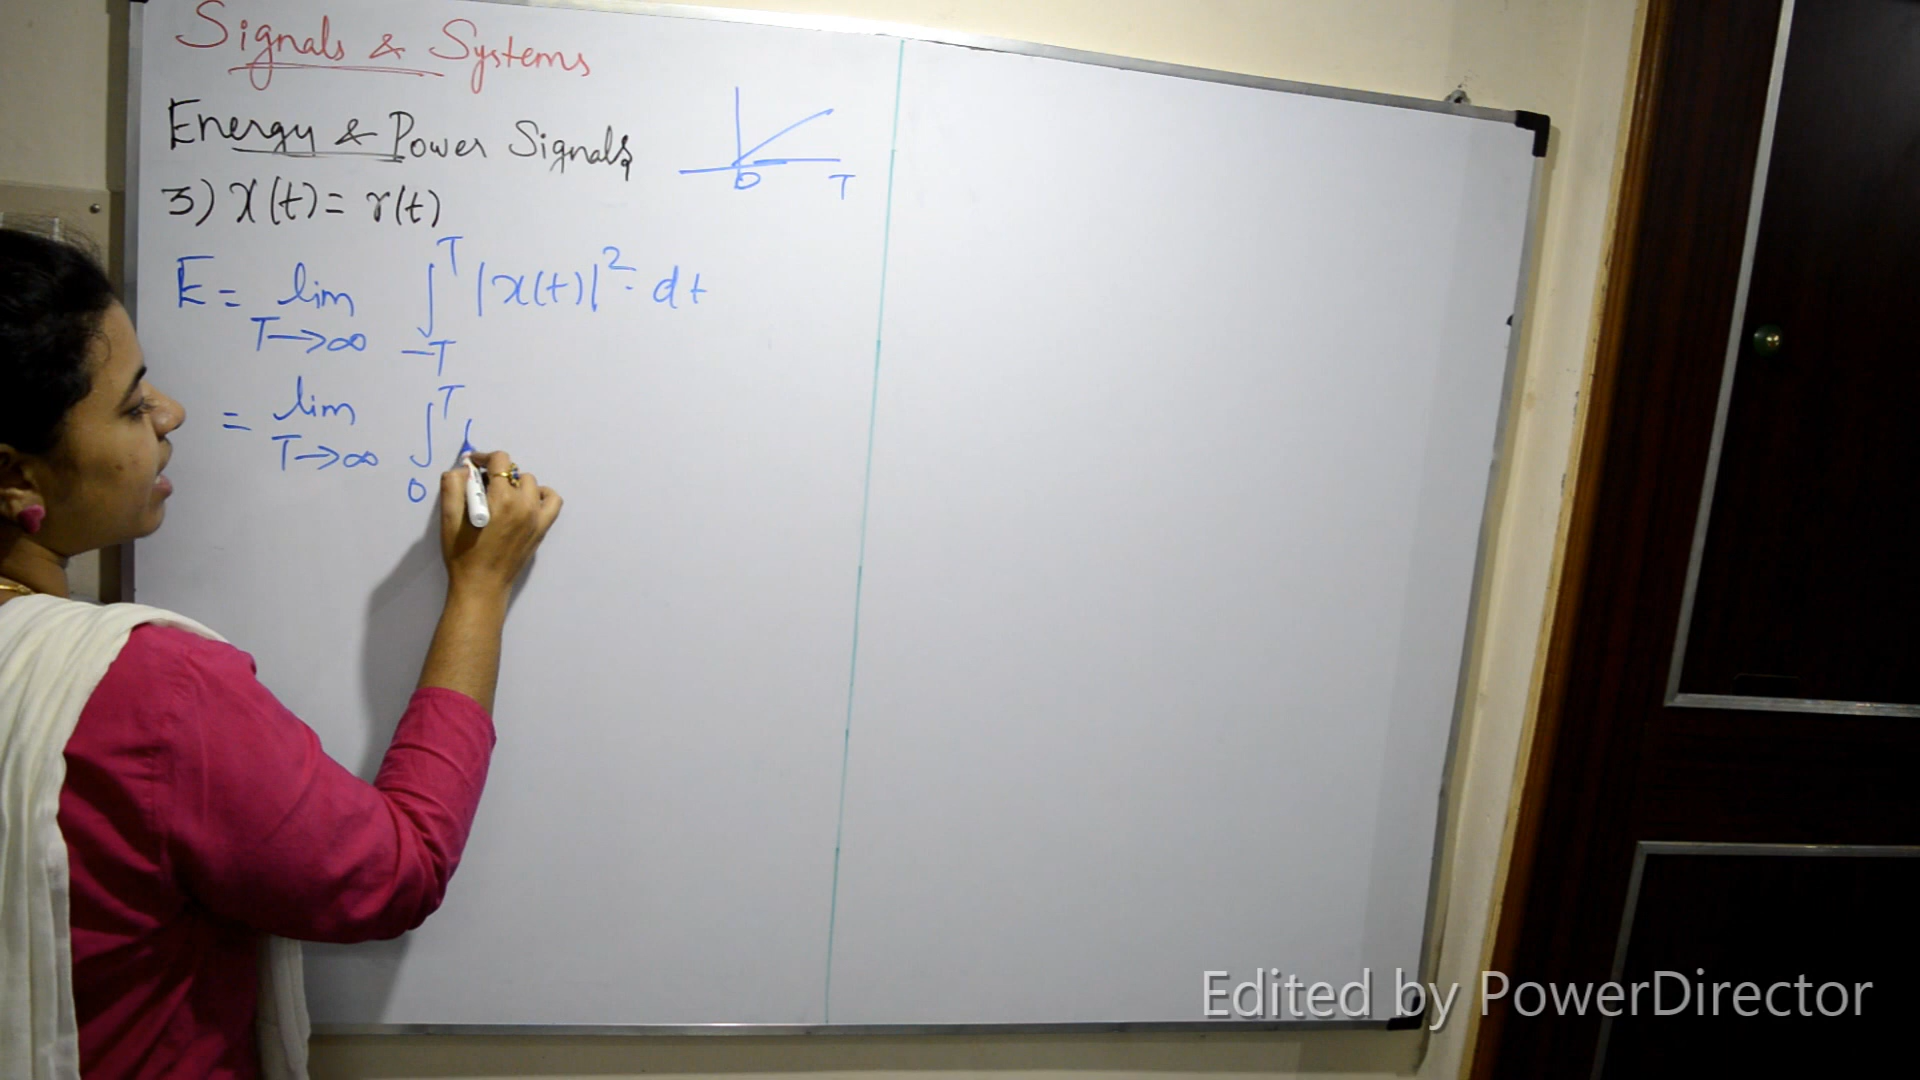 Signals & Systems
Energy & Power Signals
3) x(t) = r(t)
0 T
E = lim T→∞ ∫ -T T |x(t)|². dt
= lim T→∞ ∫ 0 T
Edited by PowerDirector